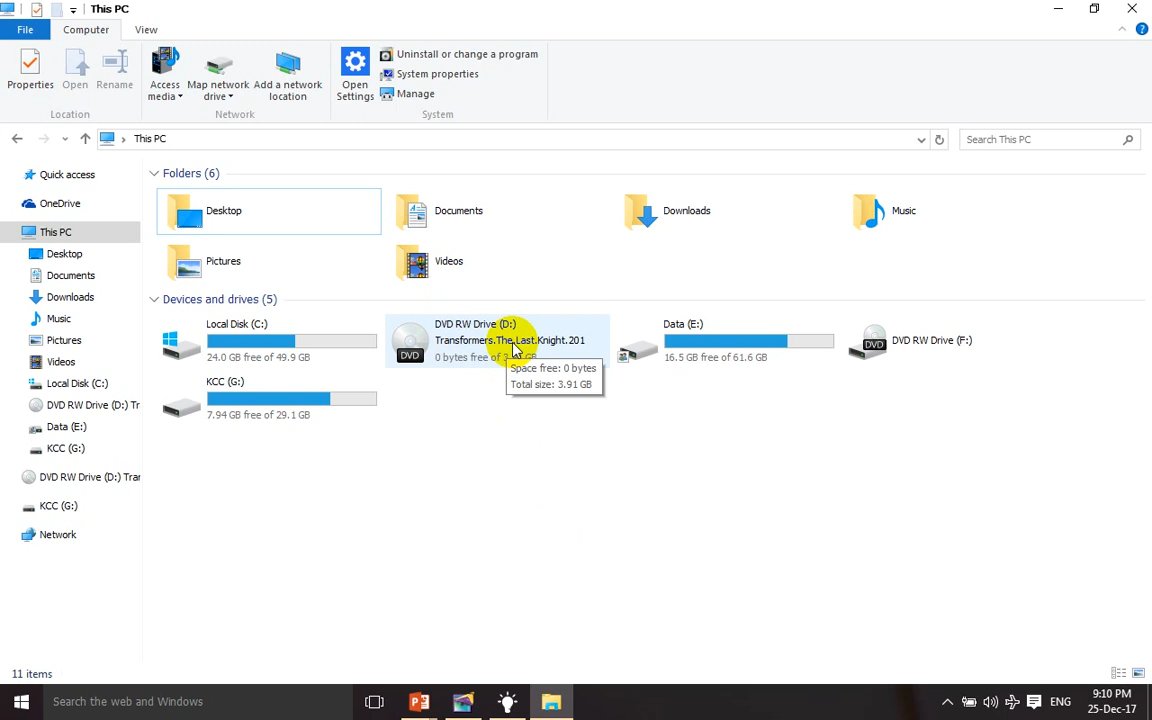 This PC
File Computer View
Properties Open Rename Access media Map network drive Add a network location Open Settings Uninstall or change a program
System properties
Manage
Location Network System
This PC Search This PC
Quick access
OneDrive
This PC
Desktop
Documents
Downloads
Music
Pictures
Videos
Local Disk (C:)
DVD RW Drive (D:) Tr
Data (E:)
KCC (G:)
DVD RW Drive (D:) Tran
KCC (G:)
Network
Folders (6)
Desktop Documents Downloads Music
Pictures Videos
Devices and drives (5)
Local Disk (C:)
24.0 GB free of 49.9 GB
DVD RW Drive (D:)
Transformers.The.Last.Knight.201
0 bytes free of
DVD
Space free: 0 bytes
Total size: 3.91 GB
Data (E:)
16.5 GB free of 61.6 GB
DVD
DVD RW Drive (F:)
KCC (G:)
7.94 GB free of 29.1 GB
11 items
Search the web and Windows
ENG
9:10 PM
25-Dec-17